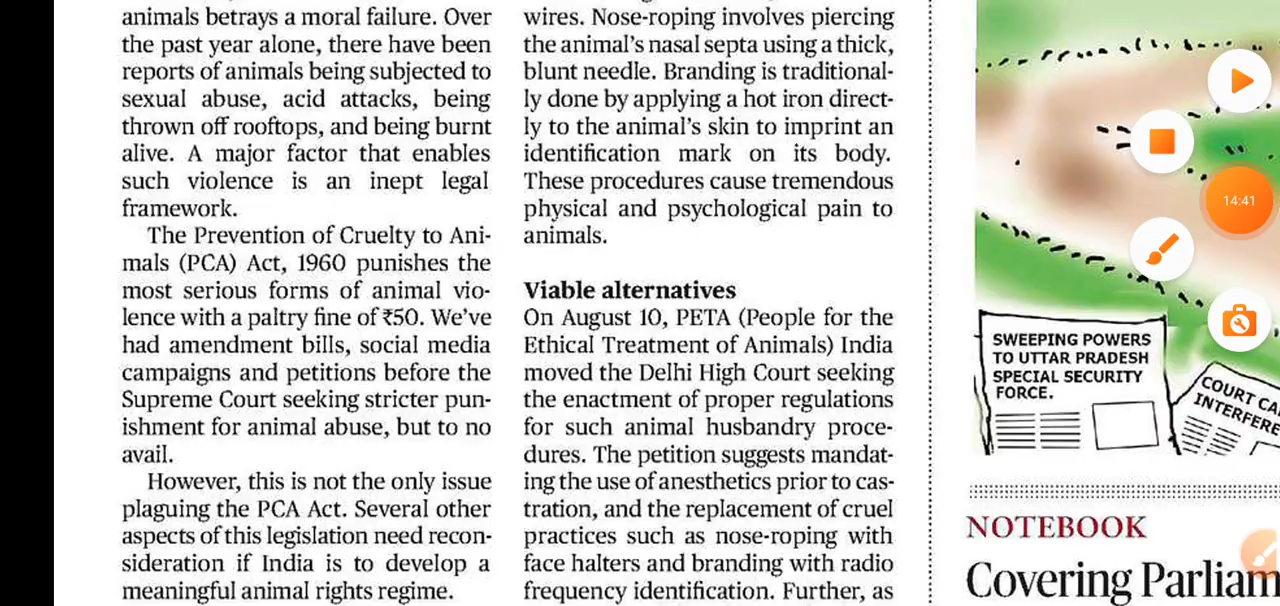 animals betrays a moral failure. Over
the past year alone, there have been
reports of animals being subjected to
sexual abuse, acid attacks, being
thrown off rooftops, and being burnt
alive. A major factor that enables
such violence is an inept legal
framework.
The Prevention of Cruelty to Ani-
mals (PCA) Act, 1960 punishes the
most serious forms of animal vio-
lence with a paltry fine of ₹50. We've
had amendment bills, social media
campaigns and petitions before the
Supreme Court seeking stricter pun-
ishment for animal abuse, but to no
avail.
However, this is not the only issue
plaguing the PCA Act. Several other
aspects of this legislation need recon-
sideration if India is to develop a
meaningful animal rights regime.
wires. Nose-roping involves piercing
the animal's nasal septa using a thick,
blunt needle. Branding is traditional-
ly done by applying a hot iron direct-
ly to the animal's skin to imprint an
identification mark on its body.
These procedures cause tremendous
physical and psychological pain to
animals.
Viable alternatives
On August 10, PETA (People for the
Ethical Treatment of Animals) India
moved the Delhi High Court seeking
the enactment of proper regulations
for such animal husbandry proce-
dures. The petition suggests mandat-
ing the use of anesthetics prior to cas-
tration, and the replacement of cruel
practices such as nose-roping with
face halters and branding with radio
frequency identification. Further, as
14:41
SWEEPING POWERS
TO UTTAR PRADESH
SPECIAL SECURITY
FORCE.
COURT CA
INTERFERE
NOTEBOOK
Covering Parliam